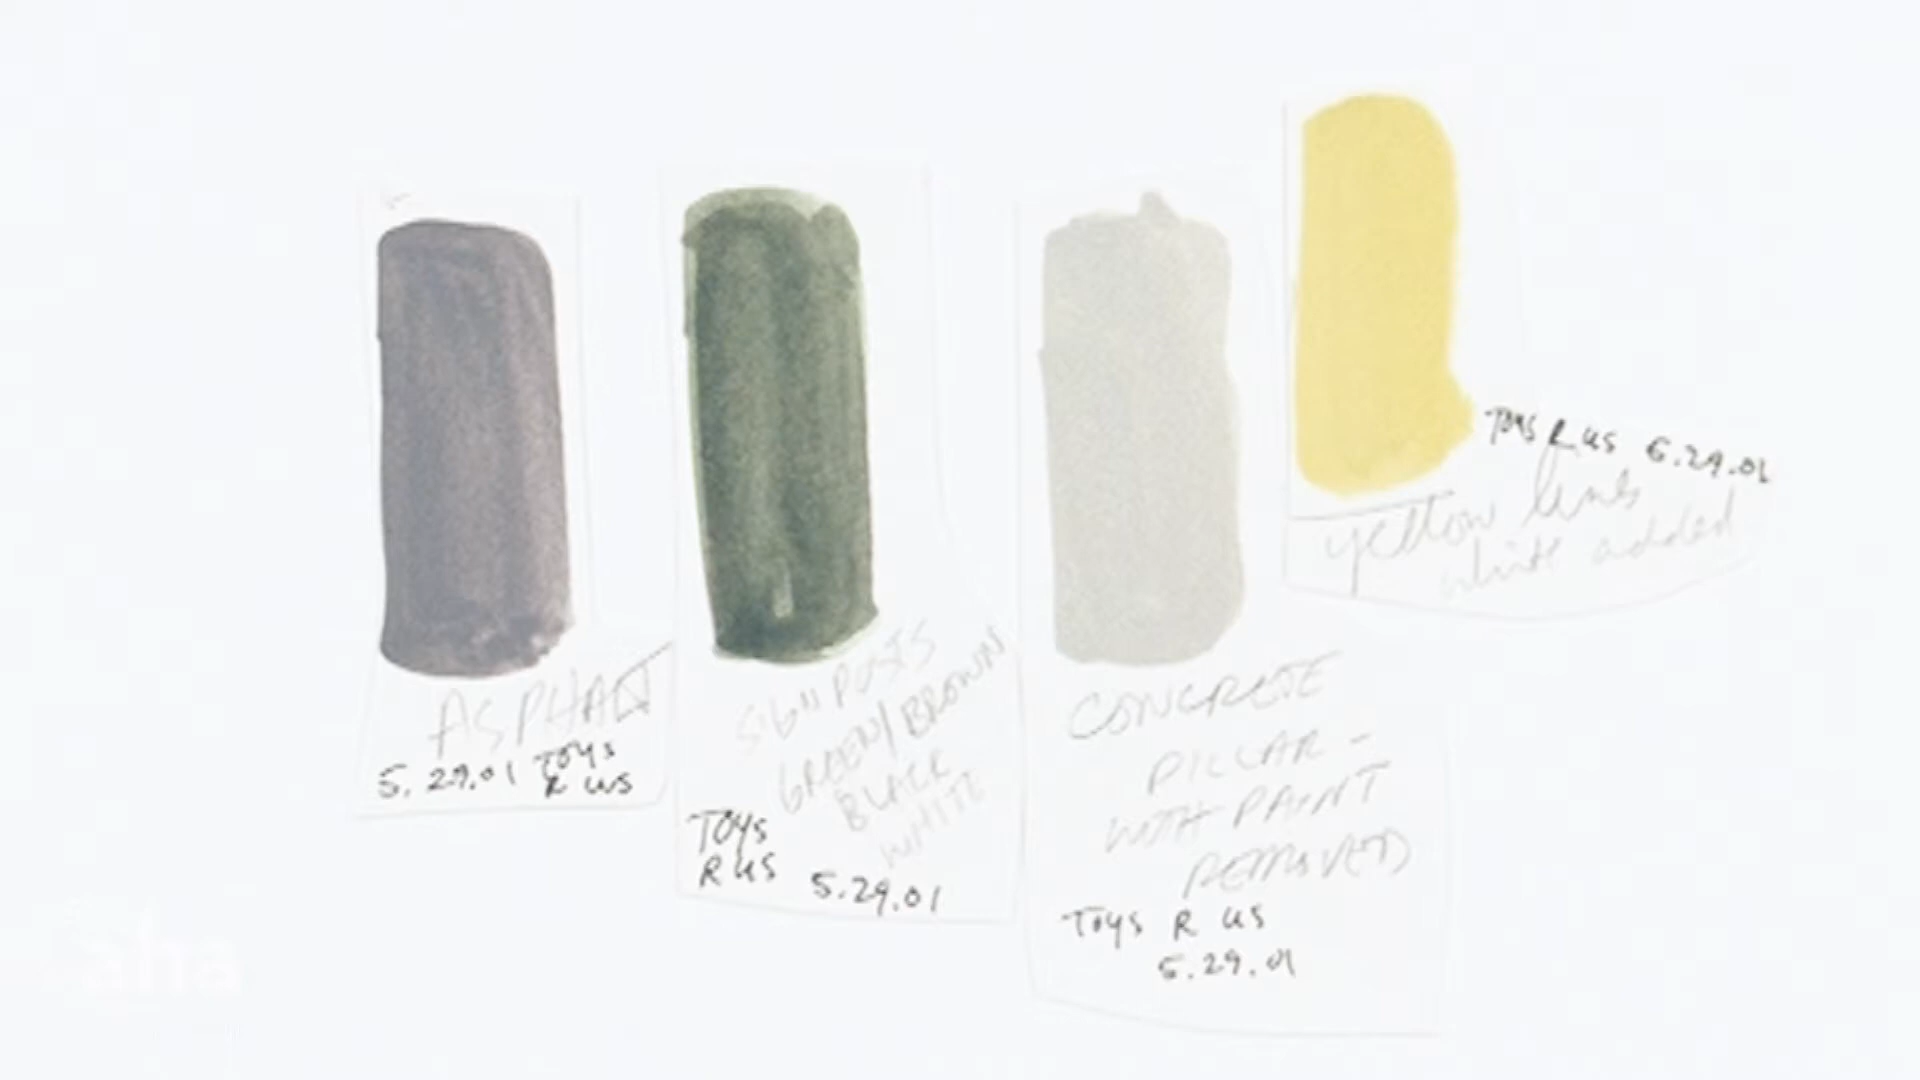 ASPHALT
5.29.01 TOYS
R US
SIGN POSTS
GREEN/BROWN
BLACK
WHITE
TOYS
R US
5.29.01
CONCRETE
PILLAR -
WITH PAINT
REMOVED
TOYS R US
5.29.01
TOYS R US 5.29.01
yellow lines
white added
aha